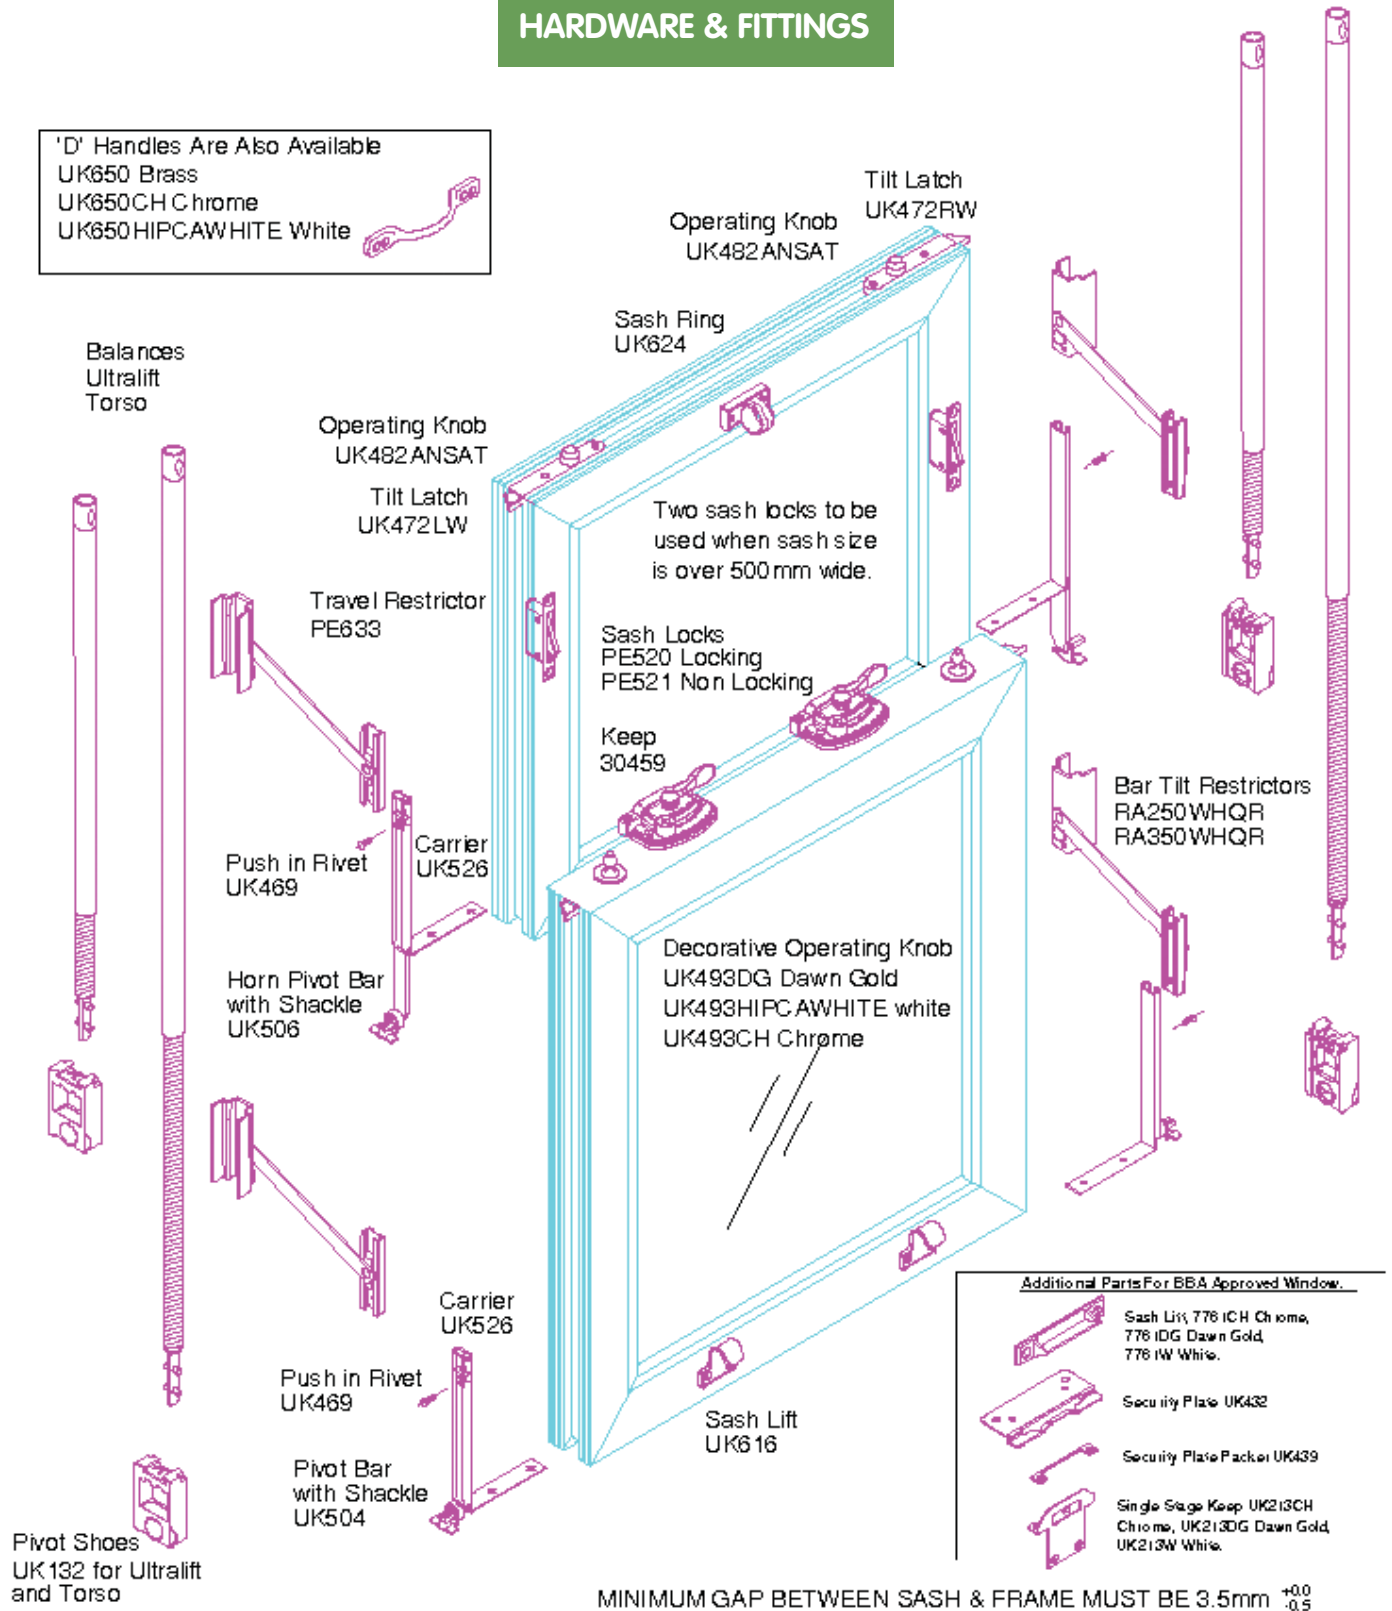 HARDWARE & FITTINGS
'D' Handles Are Also Available
UK650 Brass
UK650CH Chrome
UK650HIPCAWHITE White
Tilt Latch
UK472RW
Operating Knob
UK482ANSAT
Sash Ring
UK624
Balances
Ultralift
Torso
Operating Knob
UK482ANSAT
Tilt Latch
UK472LW
Two sash locks to be
used when sash size
is over 500mm wide.
Travel Restrictor
PE633
Sash Locks
PE520 Locking
PE521 Non Locking
Keep
30459
Bar Tilt Restrictors
RA250WHQR
RA350WHQR
Push in Rivet
UK469
Carrier
UK526
Decorative Operating Knob
UK493DG Dawn Gold
UK493HIPCAWHITE white
UK493CH Chrome
Horn Pivot Bar
with Shackle
UK506
Additional Parts For BBA Approved Window.
Sash Lift, 7761CH Chrome,
7761DG Dawn Gold,
7761W White.
Security Plate UK432
Security Plate Packer UK439
Single Stage Keep UK213CH
Chrome, UK213DG Dawn Gold,
UK213W White.
Carrier
UK526
Push in Rivet
UK469
Sash Lift
UK616
Pivot Bar
with Shackle
UK504
Pivot Shoes
UK132 for Ultralift
and Torso
MINIMUM GAP BETWEEN SASH & FRAME MUST BE 3.5mm +0.0 -0.5